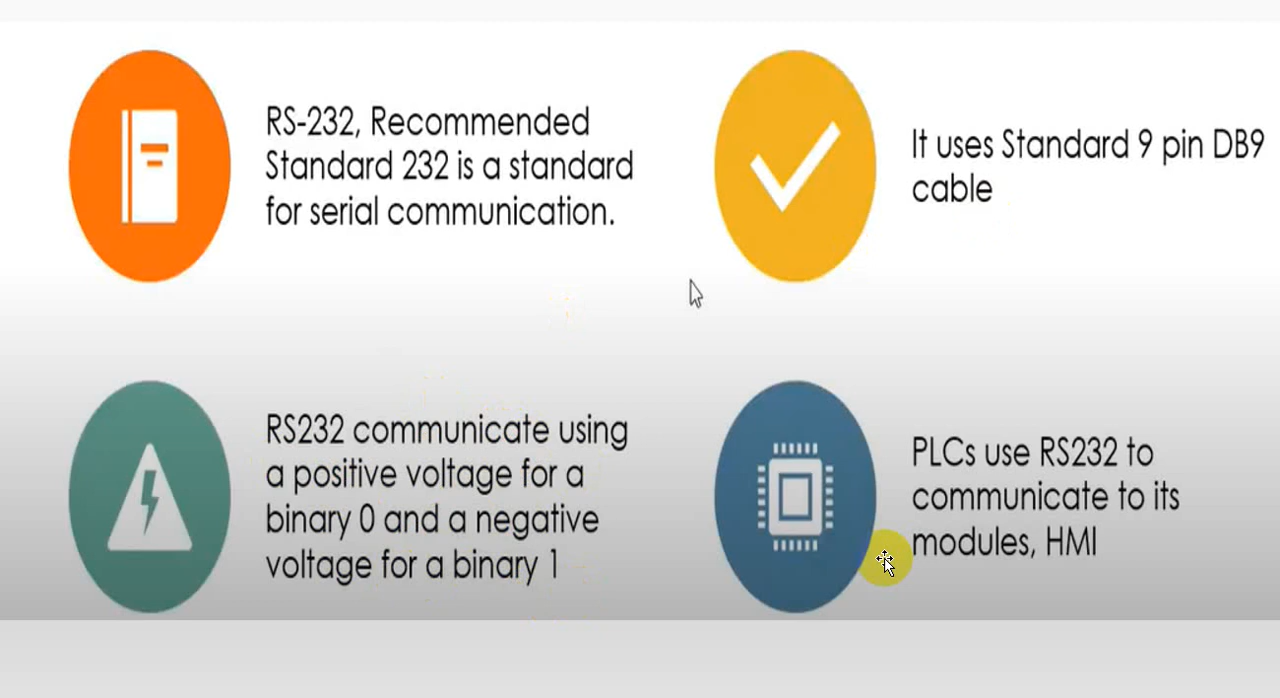 RS-232, Recommended
Standard 232 is a standard
for serial communication.
It uses Standard 9 pin DB9
cable
RS232 communicate using
a positive voltage for a
binary 0 and a negative
voltage for a binary 1
PLCs use RS232 to
communicate to its
modules, HMI